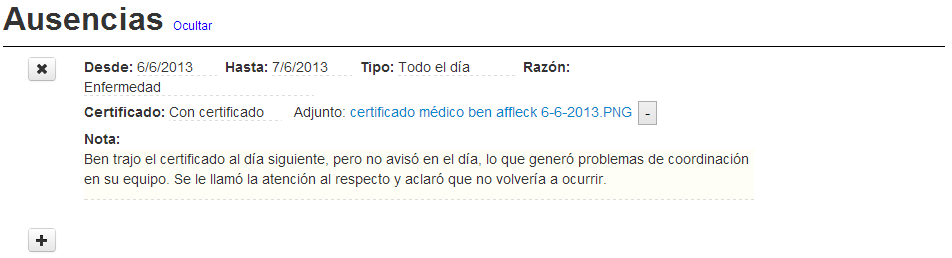 Ausencias Ocultar
Desde: 6/6/2013 Hasta: 7/6/2013 Tipo: Todo el día Razón:
Enfermedad
Certificado: Con certificado Adjunto: certificado médico ben affleck 6-6-2013.PNG -
Nota:
Ben trajo el certificado al día siguiente, pero no avisó en el día, lo que generó problemas de coordinación
en su equipo. Se le llamó la atención al respecto y aclaró que no volvería a ocurrir.